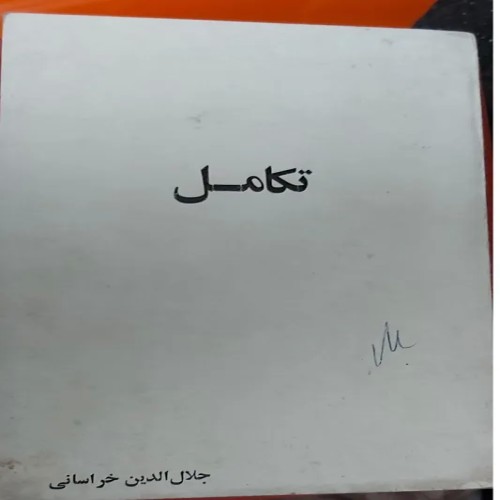 تکامل
جلال الدین خراسانی